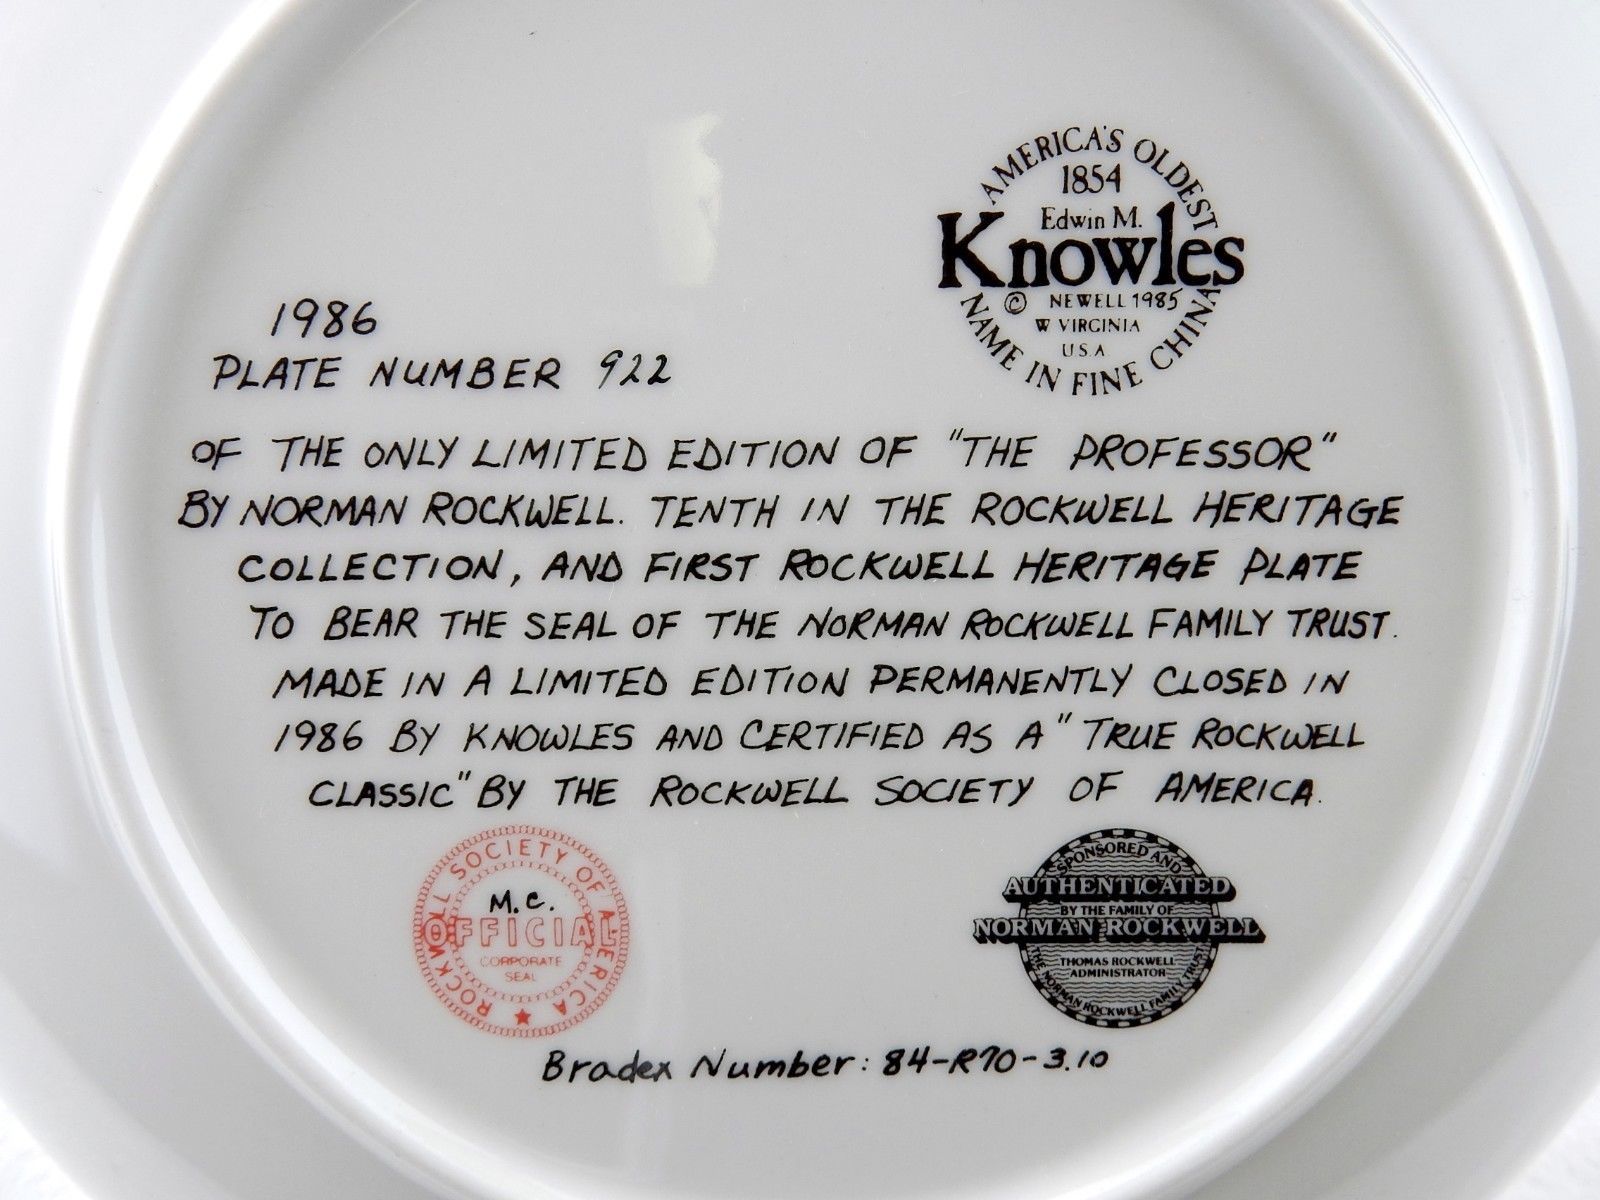 AMERICA'S OLDEST
1854
Edwin M.
Knowles
© NEWELL 1985
W VIRGINIA
U.S.A
NAME IN FINE CHINA
1986
PLATE NUMBER 922
OF THE ONLY LIMITED EDITION OF "THE PROFESSOR"
BY NORMAN ROCKWELL. TENTH IN THE ROCKWELL HERITAGE
COLLECTION, AND FIRST ROCKWELL HERITAGE PLATE
TO BEAR THE SEAL OF THE NORMAN ROCKWELL FAMILY TRUST.
MADE IN A LIMITED EDITION PERMANENTLY CLOSED IN
1986 BY KNOWLES AND CERTIFIED AS A "TRUE ROCKWELL
CLASSIC" BY THE ROCKWELL SOCIETY OF AMERICA.
ROCKWELL SOCIETY OF AMERICA
M.C.
OFFICIAL
CORPORATE
SEAL
SPONSORED AND
AUTHENTICATED
BY THE FAMILY OF
NORMAN ROCKWELL
THOMAS ROCKWELL
ADMINISTRATOR
THE NORMAN ROCKWELL FAMILY TRUST
Bradex Number: 84-R70-3.10